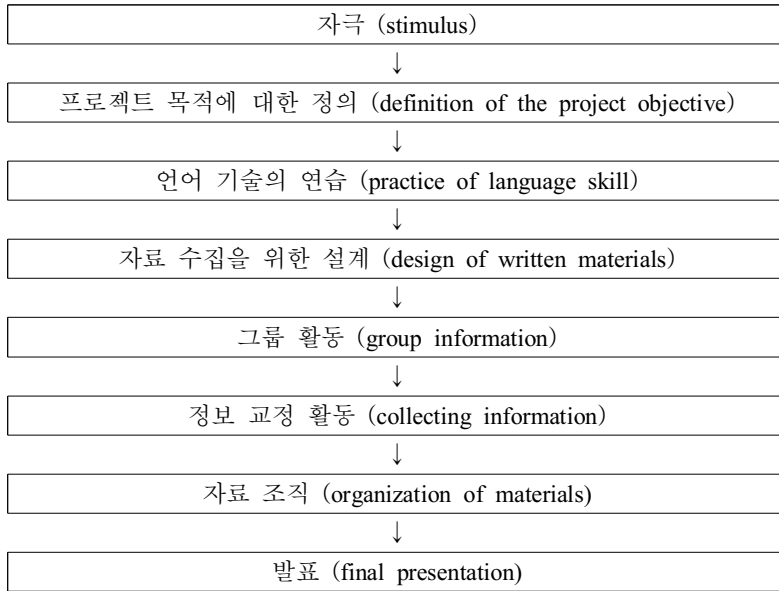 자극 (stimulus)
↓
프로젝트 목적에 대한 정의 (definition of the project objective)
↓
언어 기술의 연습 (practice of language skill)
↓
자료 수집을 위한 설계 (design of written materials)
↓
그룹 활동 (group information)
↓
정보 교정 활동 (collecting information)
↓
자료 조직 (organization of materials)
↓
발표 (final presentation)